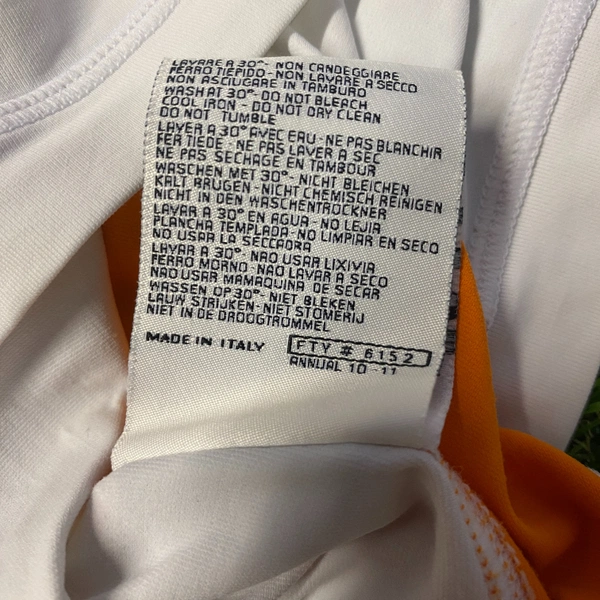 LAVARE A 30°- NON CANDEGGIARE
FERRO TIEPIDO - NON LAVARE A SECCO
NON ASCIUGARE IN TAMBURO
WASH AT 30°- DO NOT BLEACH
COOL IRON - DO NOT DRY CLEAN
DO NOT TUMBLE
LAVER A 30° AVEC EAU - NE PAS BLANCHIR
FER TIEDE - NE PAS LAVER A SEC
NE PAS SECHAGE EN TAMBOUR
WASCHEN MET 30°- NICHT BLEICHEN
KALT BRUGEN - NICHT CHEMISCH REINIGEN
NICHT IN DEN WASCHENTROCKNER
LAVAR A 30° EN AGUA - NO LEJIA
PLANCHA TEMPLADA - NO LIMPIAR EN SECO
NO USAR LA SECCADRA
LAVAR A 30°- NAO USAR LIXIVIA
FERRO MORNO - NAO LAVAR A SECO
NAO USAR MAMAQUINA DE SECAR
WASSEN OP 30°- NIET BLEKEN
LAUW STRIJKEN - NIET STOMERIJ
NIET IN DE DROOGTROMMEL
MADE IN ITALY FTY # 6152
ANNUAL 10 - 11